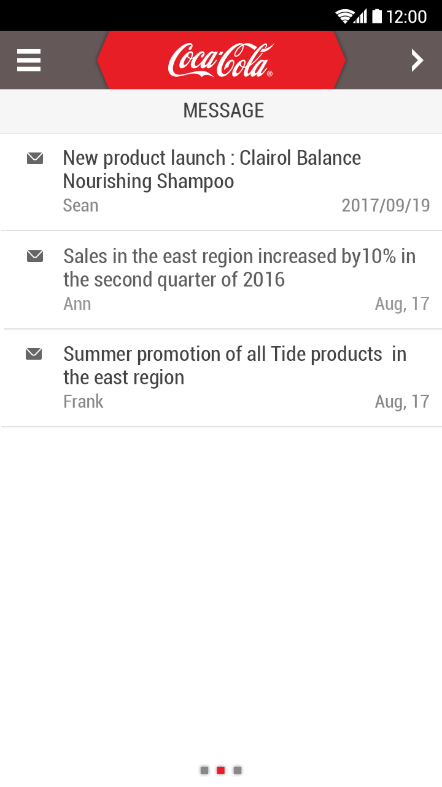 12:00
Coca-Cola®
MESSAGE
New product launch : Clairol Balance
Nourishing Shampoo
Sean 2017/09/19
Sales in the east region increased by10% in
the second quarter of 2016
Ann Aug, 17
Summer promotion of all Tide products  in
the east region
Frank Aug, 17